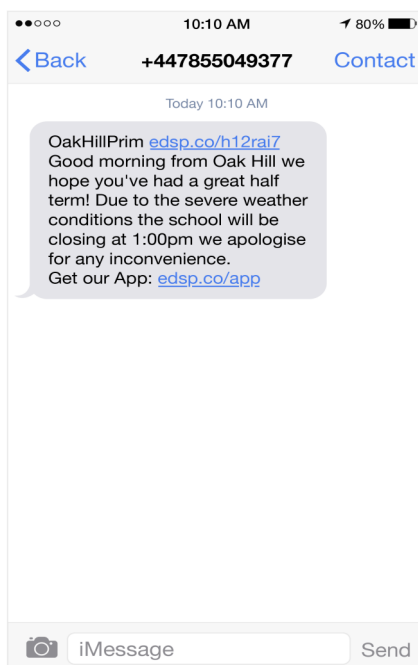 10:10 AM
80%
Back
+447855049377
Contact
Today 10:10 AM
OakHillPrim edsp.co/h12rai7
Good morning from Oak Hill we
hope you've had a great half
term! Due to the severe weather
conditions the school will be
closing at 1:00pm we apologise
for any inconvenience.
Get our App: edsp.co/app
iMessage
Send